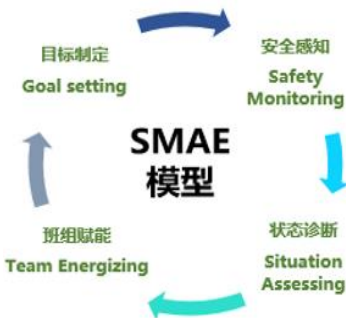 目标制定
Goal setting
安全感知
Safety
Monitoring
SMAE
模型
班组赋能
Team Energizing
状态诊断
Situation
Assessing